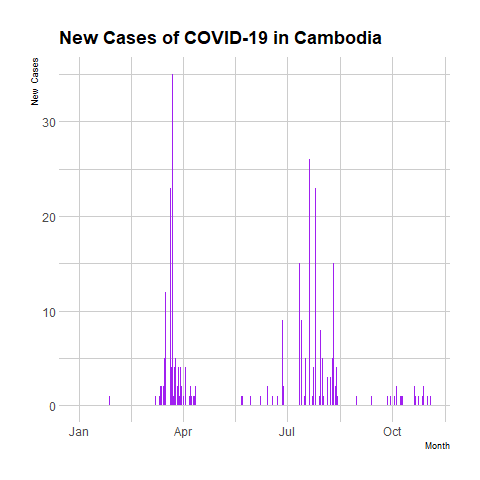 New Cases of COVID-19 in Cambodia
New Cases
30
20
10
0
Jan
Apr
Jul
Oct
Month